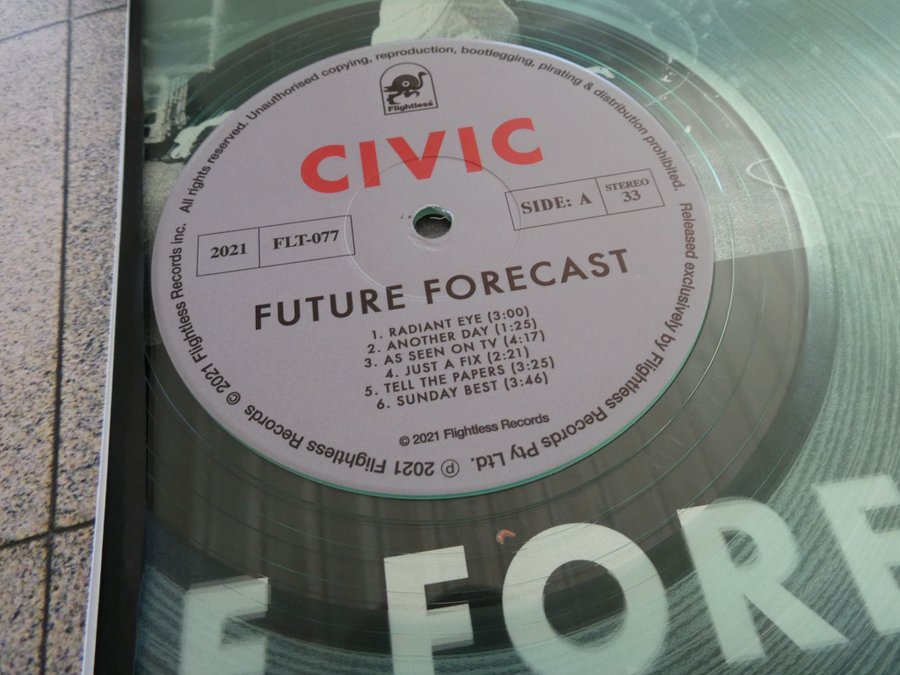 © 2021 Flightless Records inc. All rights reserved. Unauthorised copying, reproduction, bootlegging, pirating & distribution prohibited. Released exclusively by Flightless Records Pty Ltd. ℗ 2021 Flightless Records
Flightless
CIVIC
2021 FLT-077
SIDE: A STEREO 33
FUTURE FORECAST
1. RADIANT EYE (3:00)
2. ANOTHER DAY (1:25)
3. AS SEEN ON TV (4:17)
4. JUST A FIX (2:21)
5. TELL THE PAPERS (3:25)
6. SUNDAY BEST (3:46)
© 2021 Flightless Records
E FORE